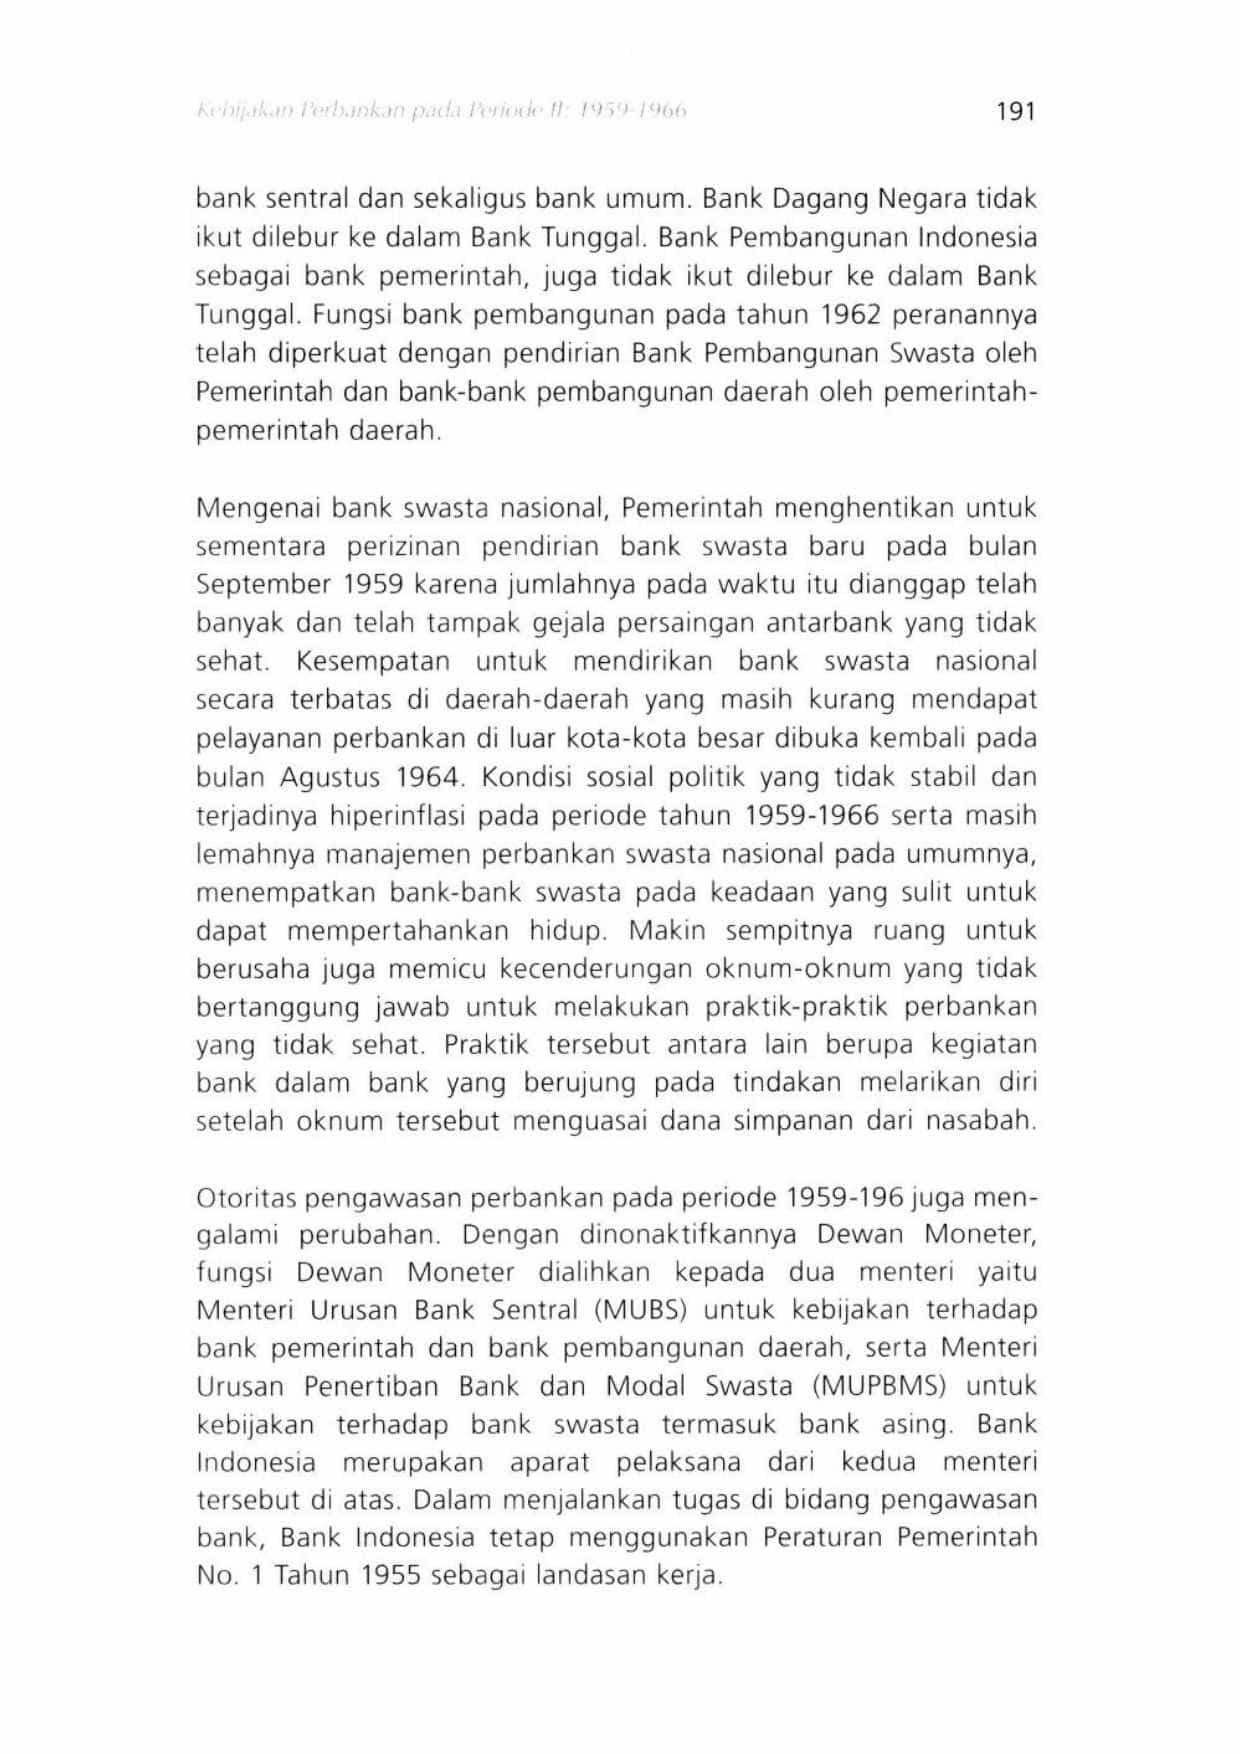 Kebijakan Perbankan pada Periode II: 1959-1966 191
bank sentral dan sekaligus bank umum. Bank Dagang Negara tidak
ikut dilebur ke dalam Bank Tunggal. Bank Pembangunan Indonesia
sebagai bank pemerintah, juga tidak ikut dilebur ke dalam Bank
Tunggal. Fungsi bank pembangunan pada tahun 1962 peranannya
telah diperkuat dengan pendirian Bank Pembangunan Swasta oleh
Pemerintah dan bank-bank pembangunan daerah oleh pemerintah-
pemerintah daerah.
Mengenai bank swasta nasional, Pemerintah menghentikan untuk
sementara perizinan pendirian bank swasta baru pada bulan
September 1959 karena jumlahnya pada waktu itu dianggap telah
banyak dan telah tampak gejala persaingan antarbank yang tidak
sehat. Kesempatan untuk mendirikan bank swasta nasional
secara terbatas di daerah-daerah yang masih kurang mendapat
pelayanan perbankan di luar kota-kota besar dibuka kembali pada
bulan Agustus 1964. Kondisi sosial politik yang tidak stabil dan
terjadinya hiperinflasi pada periode tahun 1959-1966 serta masih
lemahnya manajemen perbankan swasta nasional pada umumnya,
menempatkan bank-bank swasta pada keadaan yang sulit untuk
dapat mempertahankan hidup. Makin sempitnya ruang untuk
berusaha juga memicu kecenderungan oknum-oknum yang tidak
bertanggung jawab untuk melakukan praktik-praktik perbankan
yang tidak sehat. Praktik tersebut antara lain berupa kegiatan
bank dalam bank yang berujung pada tindakan melarikan diri
setelah oknum tersebut menguasai dana simpanan dari nasabah.
Otoritas pengawasan perbankan pada periode 1959-196 juga men-
galami perubahan. Dengan dinonaktifkannya Dewan Moneter,
fungsi Dewan Moneter dialihkan kepada dua menteri yaitu
Menteri Urusan Bank Sentral (MUBS) untuk kebijakan terhadap
bank pemerintah dan bank pembangunan daerah, serta Menteri
Urusan Penertiban Bank dan Modal Swasta (MUPBMS) untuk
kebijakan terhadap bank swasta termasuk bank asing. Bank
Indonesia merupakan aparat pelaksana dari kedua menteri
tersebut di atas. Dalam menjalankan tugas di bidang pengawasan
bank, Bank Indonesia tetap menggunakan Peraturan Pemerintah
No. 1 Tahun 1955 sebagai landasan kerja.